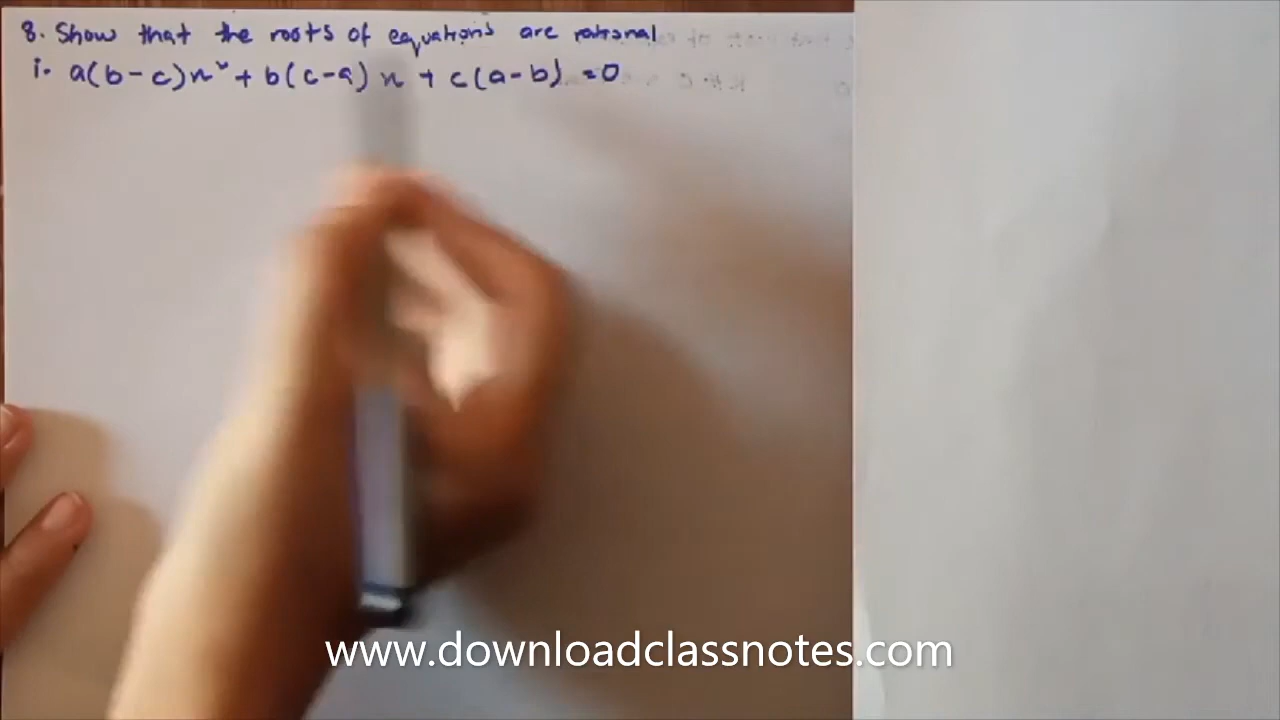 8. Show that the roots of equations are rational
i. a(b-c)x² + b(c-a)x + c(a-b) = 0
www.downloadclassnotes.com